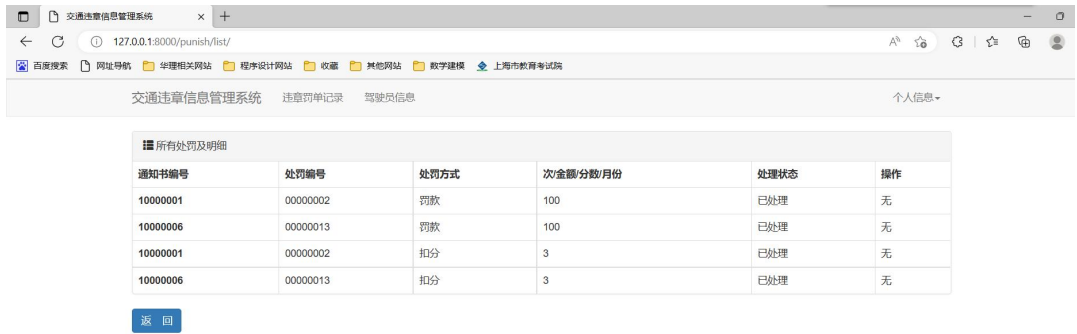 交通违章信息管理系统
127.0.0.1:8000/punish/list/
百度搜索 网址导航 华理相关网站 程序设计网站 收藏 其他网站 数学建模 上海市教育考试院
交通违章信息管理系统 违章罚单记录 驾驶员信息 个人信息
所有处罚及明细
通知书编号 处罚编号 处罚方式 次/金额/分数/月份 处理状态 操作
10000001 00000002 罚款 100 已处理 无
10000006 00000013 罚款 100 已处理 无
10000001 00000002 扣分 3 已处理 无
10000006 00000013 扣分 3 已处理 无
返 回